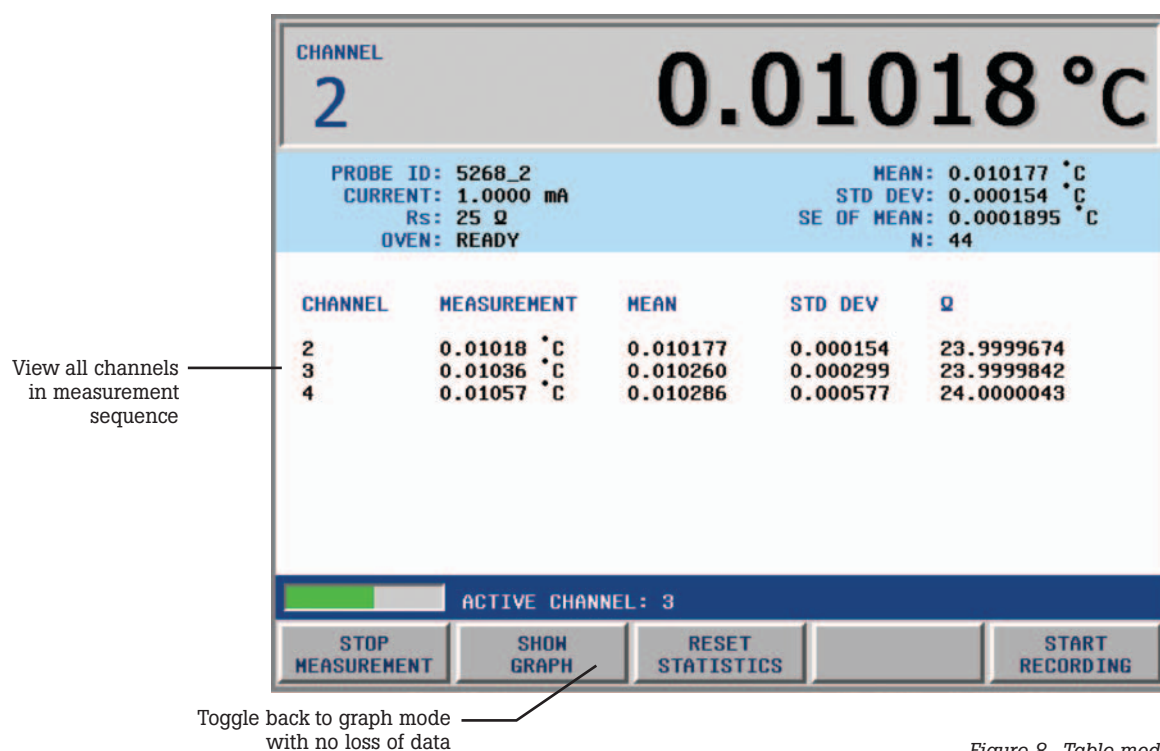 CHANNEL
2
0.01018 °C
PROBE ID: 5268_2
CURRENT: 1.0000 mA
Rs: 25 Ω
OVEN: READY
MEAN: 0.010177 °C
STD DEV: 0.000154 °C
SE OF MEAN: 0.0001895 °C
N: 44
CHANNEL MEASUREMENT MEAN STD DEV Ω
2 0.01018 °C 0.010177 0.000154 23.9999674
3 0.01036 °C 0.010260 0.000299 23.9999842
4 0.01057 °C 0.010286 0.000577 24.0000043
View all channels
in measurement
sequence
ACTIVE CHANNEL: 3
STOP
MEASUREMENT
SHOW
GRAPH
RESET
STATISTICS
START
RECORDING
Toggle back to graph mode
with no loss of data
Figure 8. Table